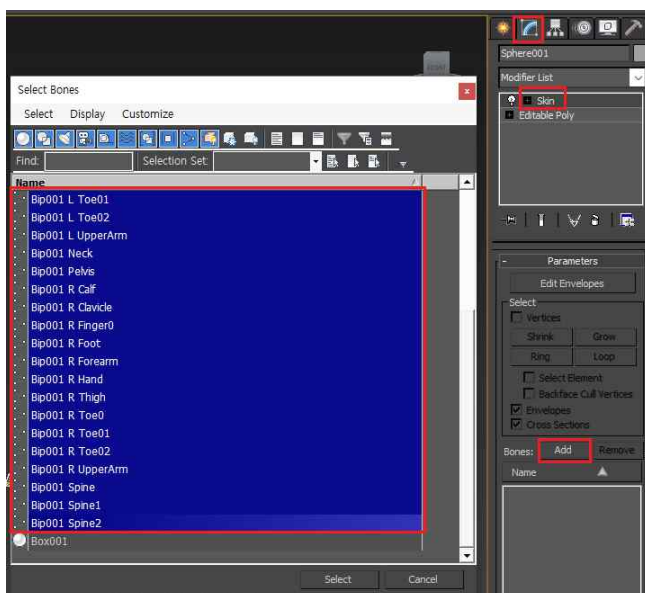 Select Bones
Select Display Customize
Find: Selection Set:
Name
Bip001 L Toe01
Bip001 L Toe02
Bip001 L UpperArm
Bip001 Neck
Bip001 Pelvis
Bip001 R Calf
Bip001 R Clavicle
Bip001 R Finger0
Bip001 R Foot
Bip001 R Forearm
Bip001 R Hand
Bip001 R Thigh
Bip001 R Toe0
Bip001 R Toe01
Bip001 R Toe02
Bip001 R UpperArm
Bip001 Spine
Bip001 Spine1
Bip001 Spine2
Box001
Select Cancel
Sphere001
Modifier List
Skin
Editable Poly
Parameters
Edit Envelopes
Select
Vertices
Shrink Grow
Ring Loop
Select Element
Backface Cull Vertices
Envelopes
Cross Sections
Bones: Add Remove
Name